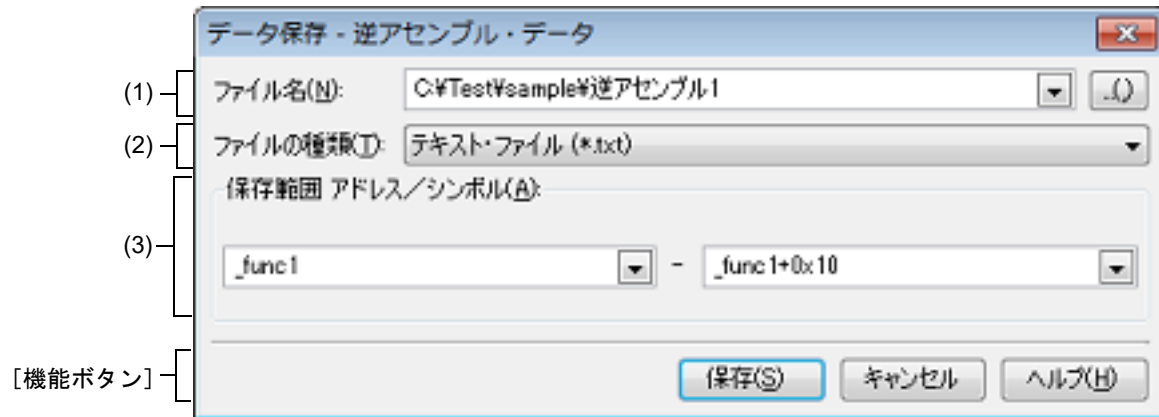 データ保存 - 逆アセンブル・データ
(1) ファイル名(N): C:¥Test¥sample¥逆アセンブル1 ...()
(2) ファイルの種類(T): テキスト・ファイル (*.txt)
保存範囲 アドレス／シンボル(A):
(3) _func1 - _func1+0x10
[機能ボタン] 保存(S) キャンセル ヘルプ(H)